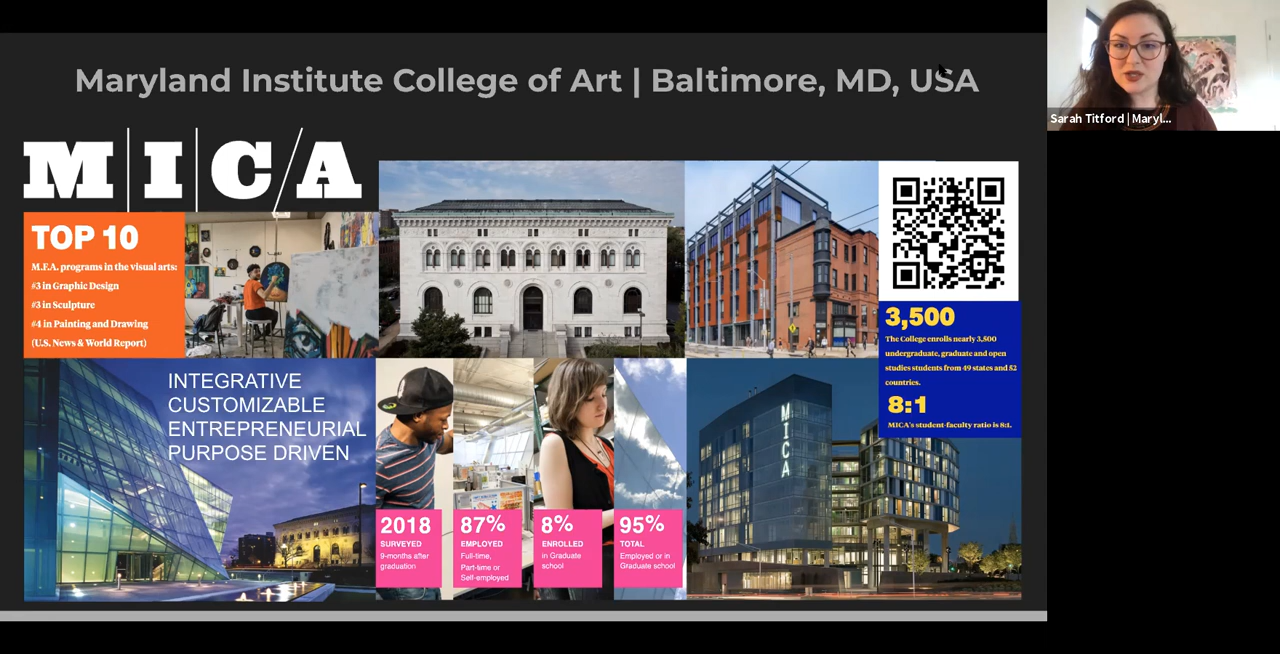 Maryland Institute College of Art | Baltimore, MD, USA
Sarah Titford | Maryl...
M|I|C/A
TOP 10
M.F.A. programs in the visual arts:
#3 in Graphic Design
#3 in Sculpture
#4 in Painting and Drawing
(U.S. News & World Report)
3,500
The College enrolls nearly 3,500
undergraduate, graduate and open
studies students from 49 states and 52
countries.
8:1
MICA's student-faculty ratio is 8:1.
INTEGRATIVE
CUSTOMIZABLE
ENTREPRENEURIAL
PURPOSE DRIVEN
2018
SURVEYED
9-months after
graduation
87%
EMPLOYED
Full-time,
Part-time or
Self-employed
8%
ENROLLED
in Graduate
school
95%
TOTAL
Employed or in
Graduate school
M
I
C
A